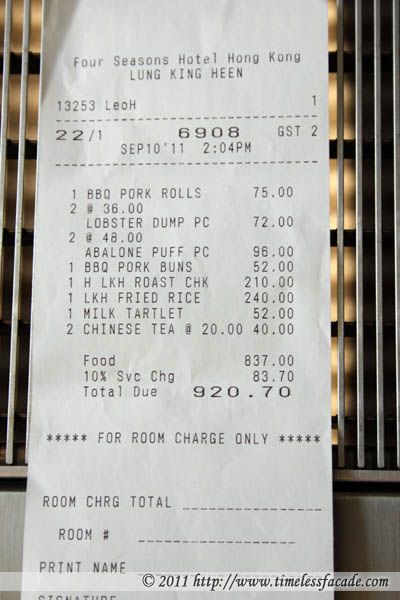 Four Seasons Hotel Hong Kong
LUNG KING HEEN
13253 LeoH 1
22/1 6908 GST 2
SEP10'11 2:04PM
1 BBQ PORK ROLLS 75.00
2 @ 36.00
LOBSTER DUMP PC 72.00
2 @ 48.00
ABALONE PUFF PC 96.00
1 BBQ PORK BUNS 52.00
1 H LKH ROAST CHK 210.00
1 LKH FRIED RICE 240.00
1 MILK TARTLET 52.00
2 CHINESE TEA @ 20.00 40.00
Food 837.00
10% Svc Chg 83.70
Total Due 920.70
***** FOR ROOM CHARGE ONLY *****
ROOM CHRG TOTAL
ROOM #
PRINT NAME
© 2011 http://www.timelessfacade.com